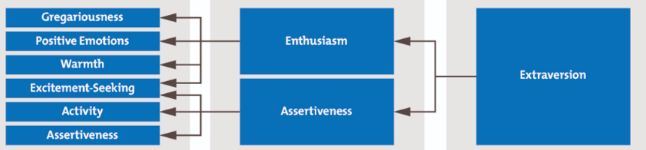 Gregariousness
Positive Emotions
Warmth
Excitement-Seeking
Activity
Assertiveness
Enthusiasm
Assertiveness
Extraversion